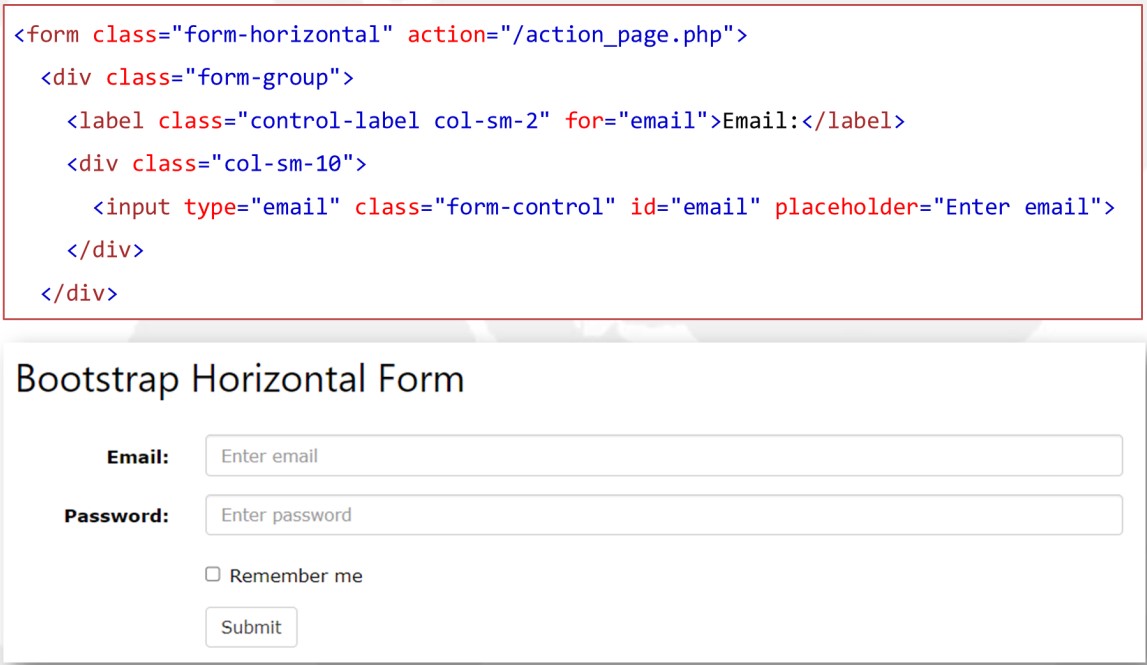 <form class="form-horizontal" action="/action_page.php">
<div class="form-group">
<label class="control-label col-sm-2" for="email">Email:</label>
<div class="col-sm-10">
<input type="email" class="form-control" id="email" placeholder="Enter email">
</div>
</div>
Bootstrap Horizontal Form
Email: Enter email
Password: Enter password
Remember me
Submit